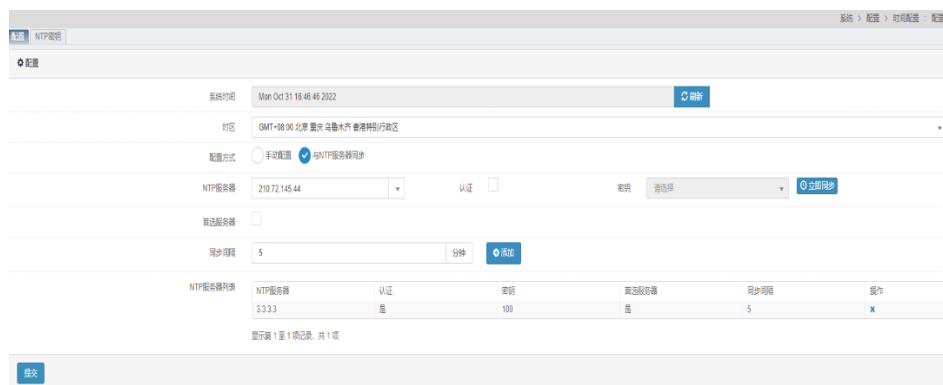 系统 > 配置 > 时间配置 : 配置
配置 NTP密钥
配置
系统时间 Mon Oct 31 16:46:46 2022 刷新
时区 GMT+08:00 北京 重庆 乌鲁木齐 香港特别行政区
配置方式 手动配置 与NTP服务器同步
NTP服务器 210.72.145.44 认证 密钥 请选择 立即同步
首选服务器
同步间隔 5 分钟 添加
NTP服务器列表 NTP服务器 认证 密钥 首选服务器 同步间隔 操作
3.3.3.3 是 100 是 5
显示第 1 至 1 项记录，共 1 项
提交